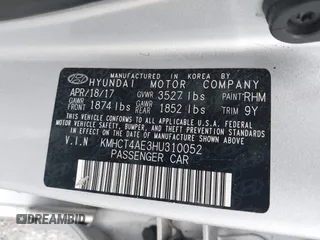 MANUFACTURED IN KOREA BY
HYUNDAI MOTOR COMPANY
APR/18/17 GVWR 3527 lbs PAINT RHM
GAWR FRONT 1874 lbs GAWR REAR 1852 lbs TRIM 9Y
THIS VEHICLE CONFORMS TO ALL APPLICABLE
U.S.A. FEDERAL MOTOR VEHICLE SAFETY,
BUMPER, AND THEFT PREVENTION STANDARDS
IN EFFECT ON THE DATE OF MANUFACTURE
SHOWN ABOVE.
V.I.N KMHCT4AE3HU310052
PASSENGER CAR
DREAMBID